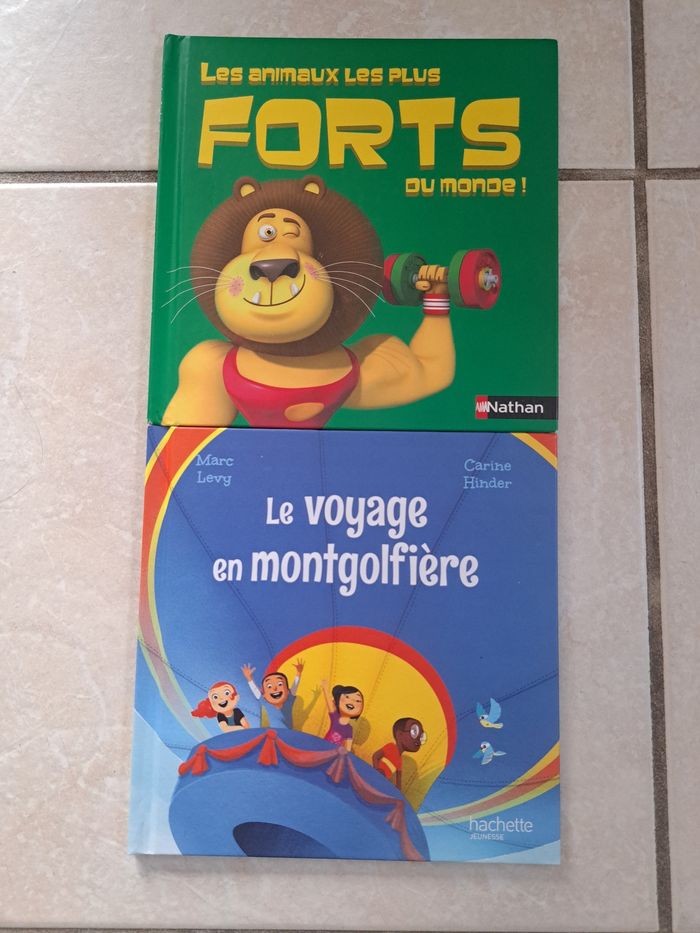 Les animaux les plus
FORTS
du monde !
Nathan
Marc
Levy
Carine
Hinder
Le voyage
en montgolfière
hachette
JEUNESSE